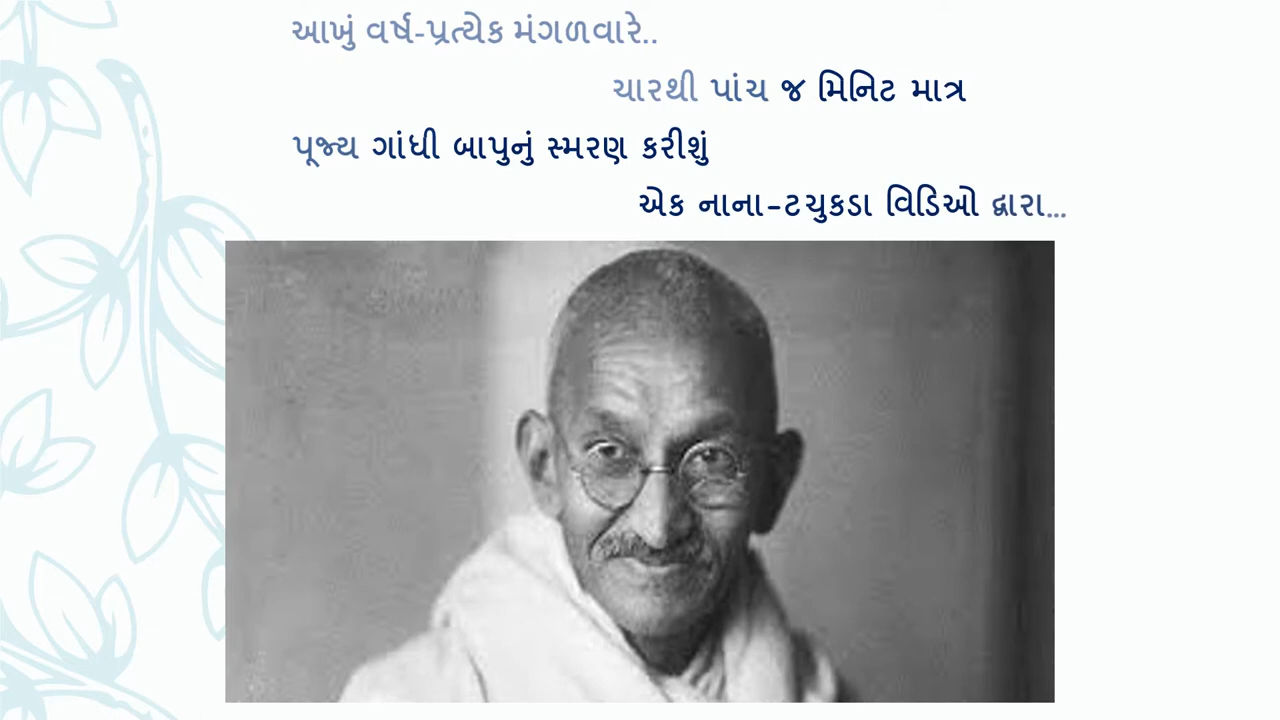 આખું વર્ષ-પ્રત્યેક મંગળવારે..
ચારથી પાંચ જ મિનિટ માત્ર
પૂજ્ય ગાંધી બાપુનું સ્મરણ કરીશું
એક નાના-ટચુકડા વિડિઓ દ્વારા...